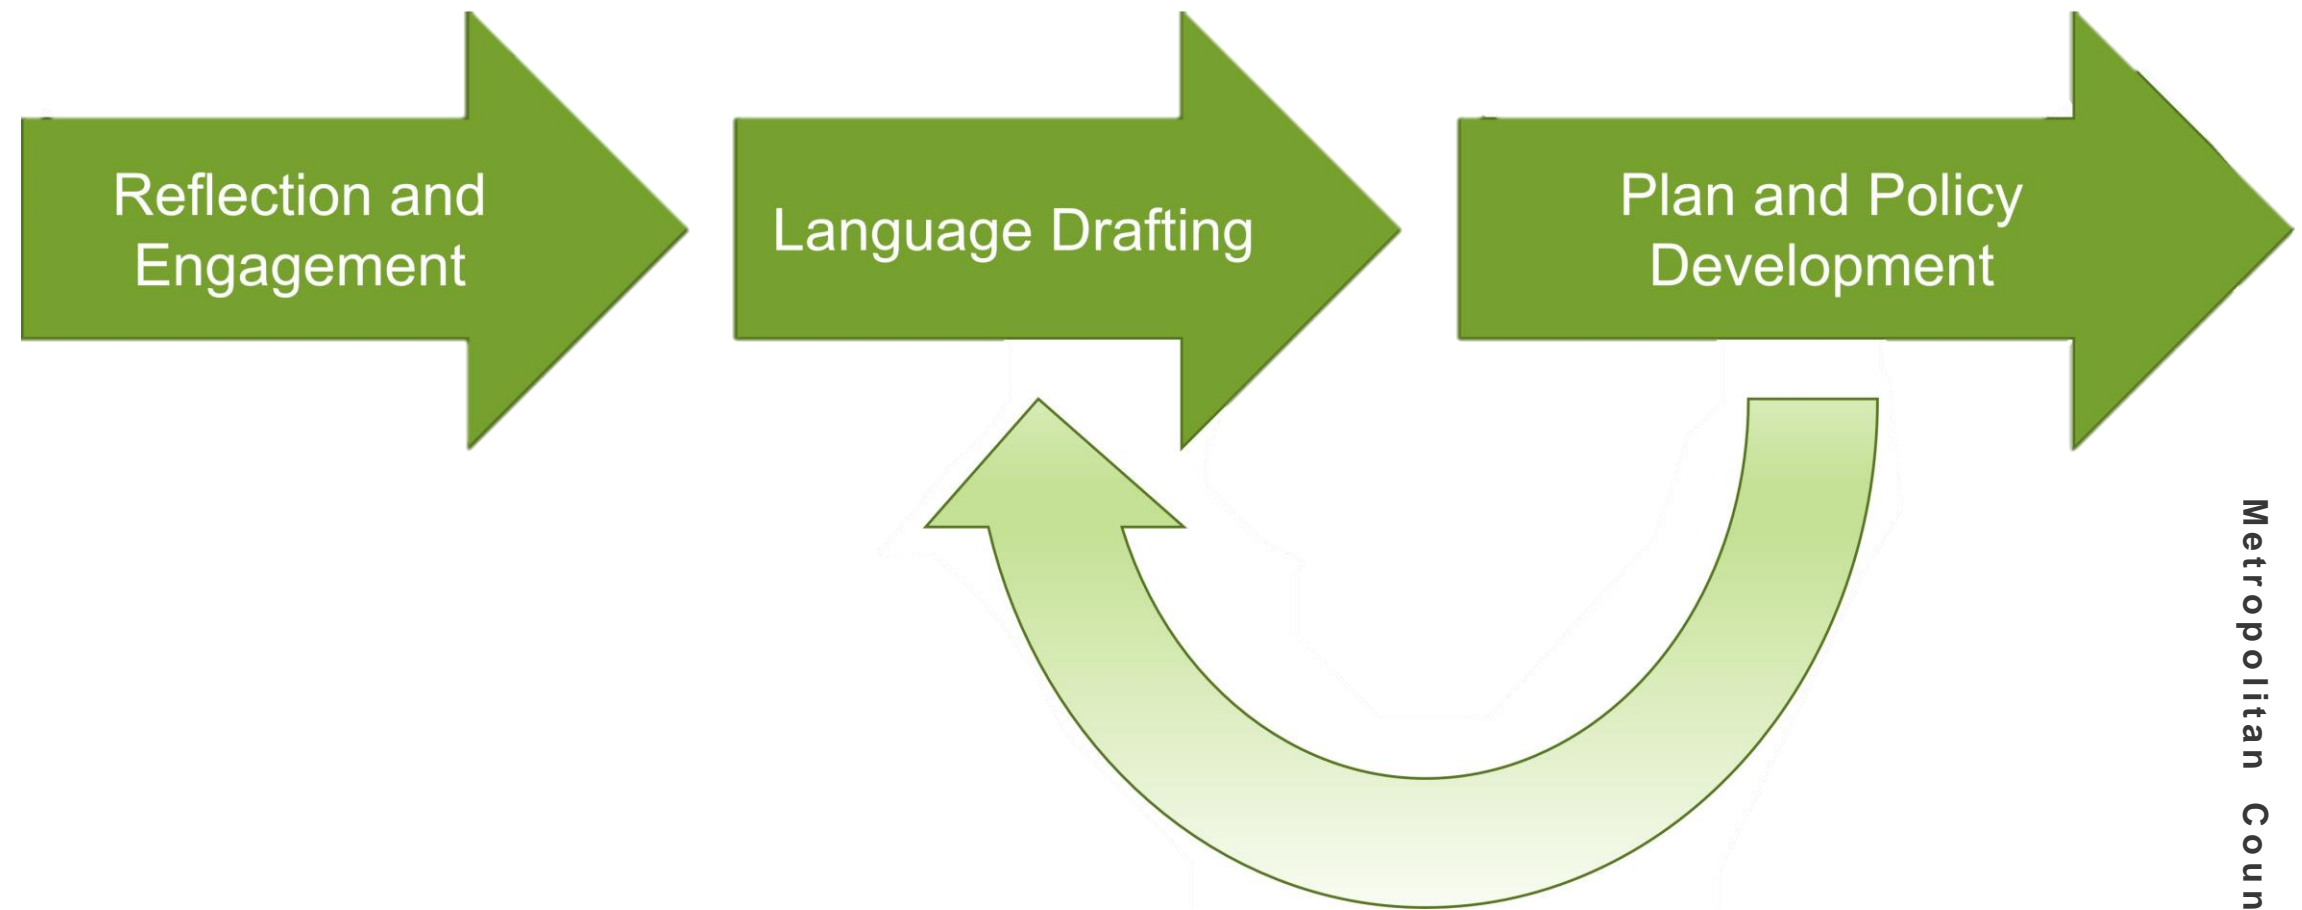 Reflection and
Engagement
Language Drafting
Plan and Policy
Development
Metropolitan Coun